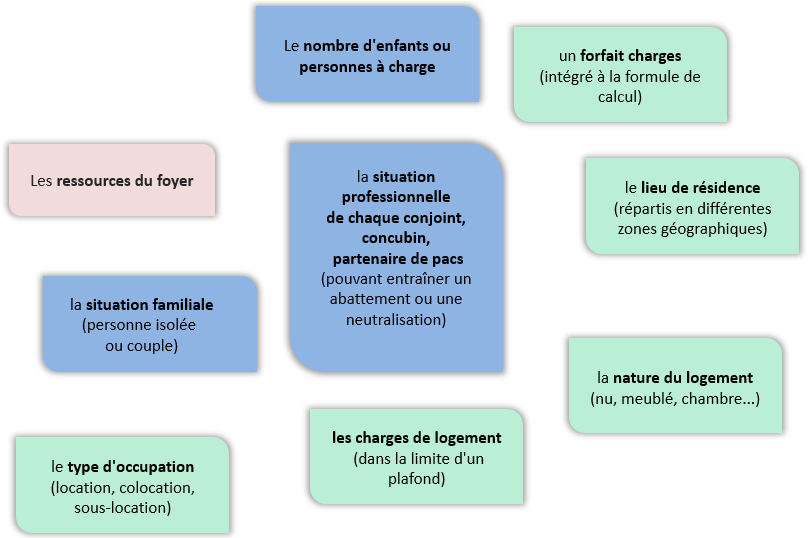 Le nombre d'enfants ou
personnes à charge
un forfait charges
(intégré à la formule de
calcul)
Les ressources du foyer
la situation
professionnelle
de chaque conjoint,
concubin,
partenaire de pacs
(pouvant entraîner un
abattement ou une
neutralisation)
le lieu de résidence
(répartis en différentes
zones géographiques)
la situation familiale
(personne isolée
ou couple)
la nature du logement
(nu, meublé, chambre...)
les charges de logement
(dans la limite d'un
plafond)
le type d'occupation
(location, colocation,
sous-location)